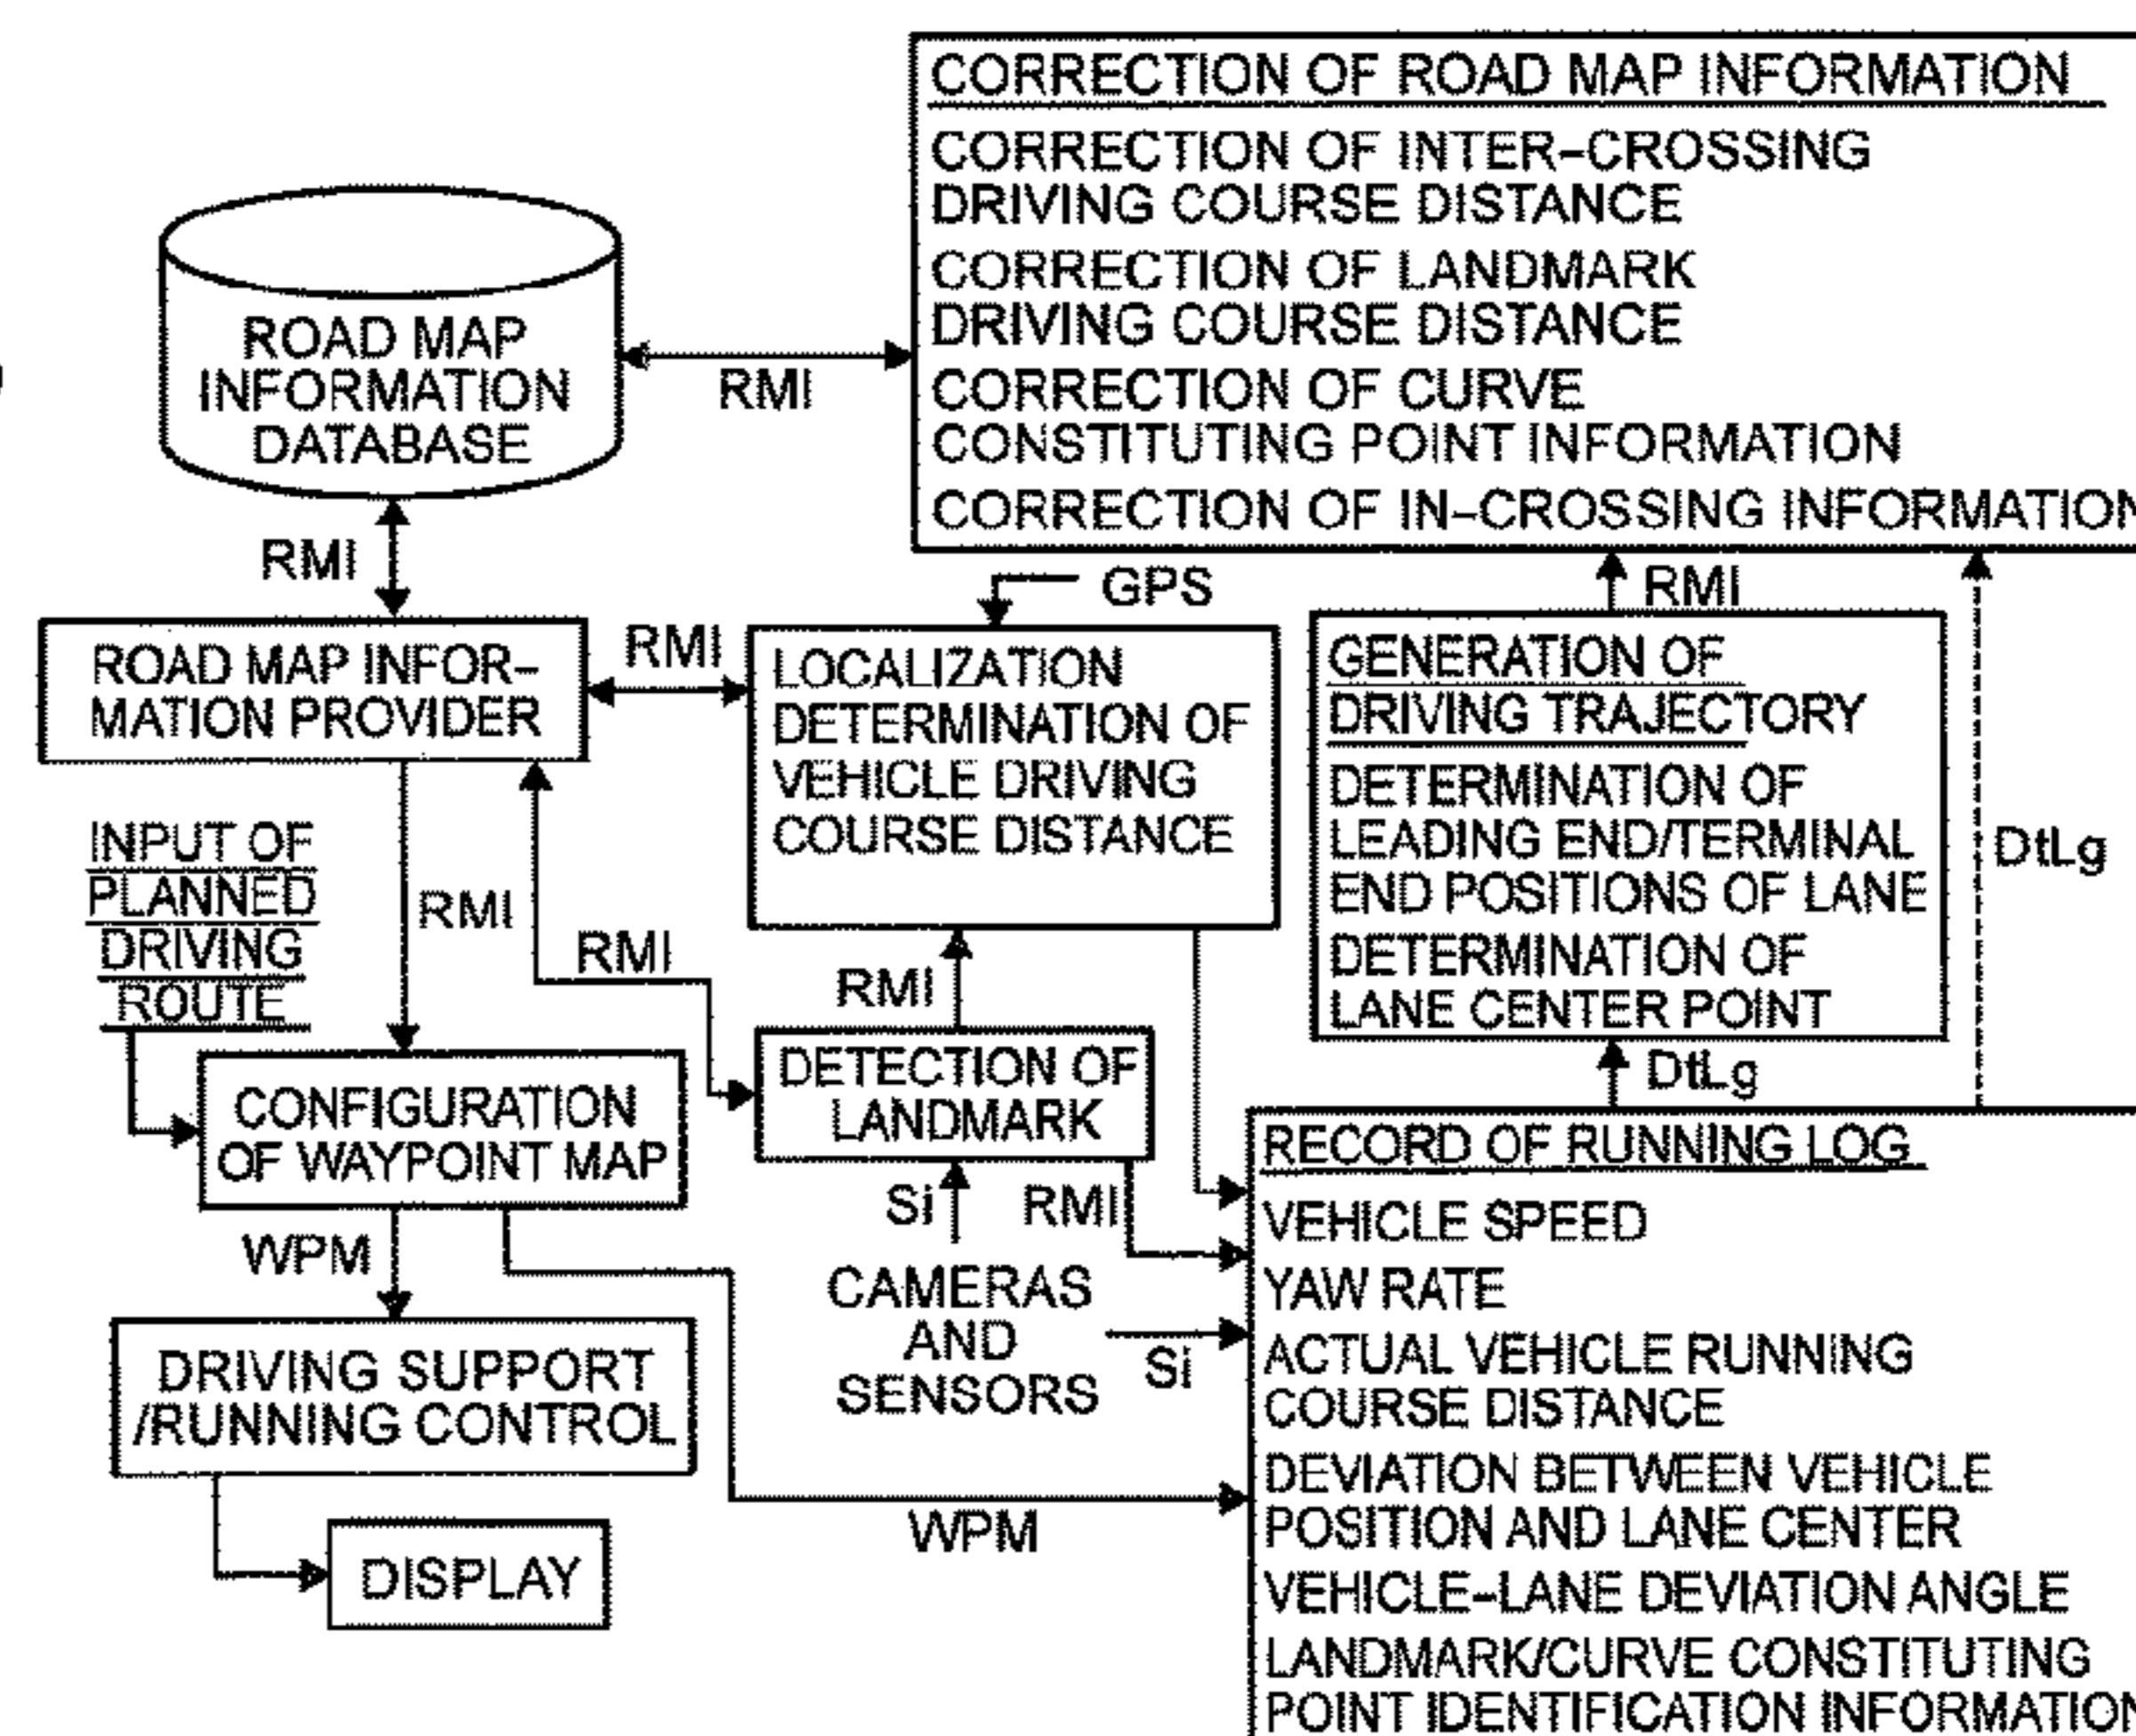 CORRECTION OF ROAD MAP INFORMATION
CORRECTION OF INTER-CROSSING
DRIVING COURSE DISTANCE
CORRECTION OF LANDMARK
DRIVING COURSE DISTANCE
CORRECTION OF CURVE
CONSTITUTING POINT INFORMATION
CORRECTION OF IN-CROSSING INFORMATION
ROAD MAP
INFORMATION
DATABASE
RMI
RMI
GPS
RMI
ROAD MAP INFOR-
MATION PROVIDER
RMI
LOCALIZATION
DETERMINATION OF
VEHICLE DRIVING
COURSE DISTANCE
GENERATION OF
DRIVING TRAJECTORY
DETERMINATION OF
LEADING END/TERMINAL
END POSITIONS OF LANE
DETERMINATION OF
LANE CENTER POINT
DtLg
INPUT OF
PLANNED
DRIVING
ROUTE
RMI
RMI
RMI
DETECTION OF
LANDMARK
DtLg
CONFIGURATION
OF WAYPOINT MAP
Si
RMI
WPM
CAMERAS
AND
SENSORS
Si
DRIVING SUPPORT
/RUNNING CONTROL
WPM
DISPLAY
RECORD OF RUNNING LOG
VEHICLE SPEED
YAW RATE
ACTUAL VEHICLE RUNNING
COURSE DISTANCE
DEVIATION BETWEEN VEHICLE
POSITION AND LANE CENTER
VEHICLE-LANE DEVIATION ANGLE
LANDMARK/CURVE CONSTITUTING
POINT IDENTIFICATION INFORMATION